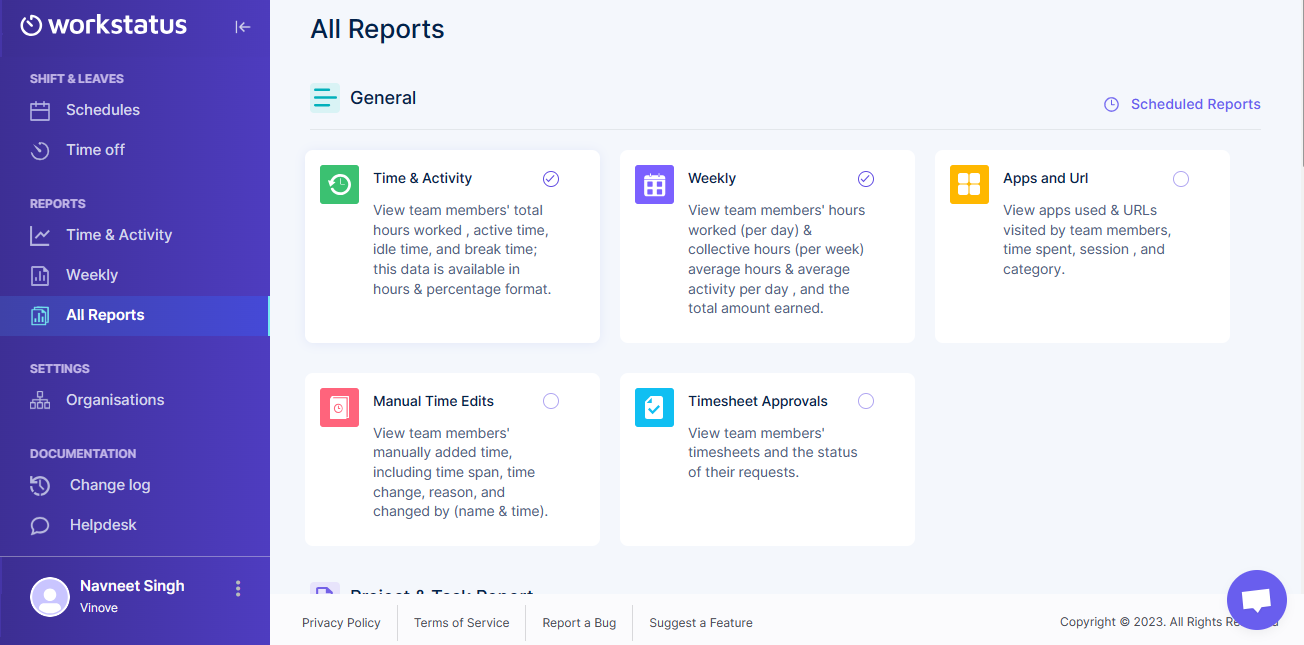 workstatus
SHIFT & LEAVES
Schedules
Time off
REPORTS
Time & Activity
Weekly
All Reports
SETTINGS
Organisations
DOCUMENTATION
Change log
Helpdesk
Navneet Singh
Vinove
All Reports
General
Scheduled Reports
Time & Activity
View team members' total
hours worked , active time,
idle time, and break time;
this data is available in
hours & percentage format.
Weekly
View team members' hours
worked (per day) &
collective hours (per week)
average hours & average
activity per day , and the
total amount earned.
Apps and Url
View apps used & URLs
visited by team members,
time spent, session , and
category.
Manual Time Edits
View team members'
manually added time,
including time span, time
change, reason, and
changed by (name & time).
Timesheet Approvals
View team members'
timesheets and the status
of their requests.
Project & Task Report
Privacy Policy
Terms of Service
Report a Bug
Suggest a Feature
Copyright © 2023. All Rights